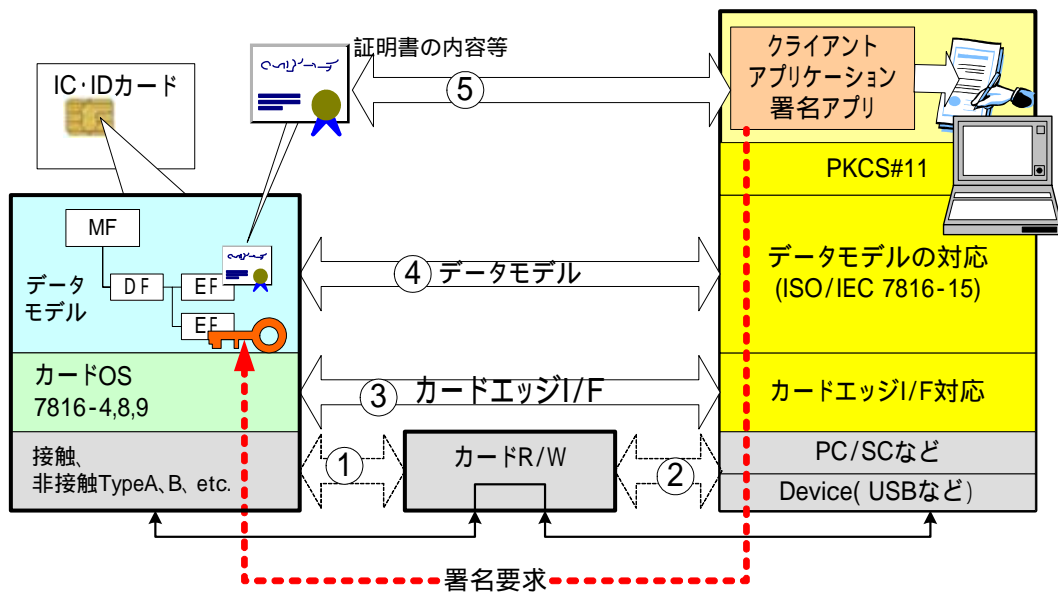 証明書の内容等
IC・IDカード
⑤
クライアント
アプリケーション
署名アプリ
PKCS#11
MF
データ
モデル
DF
EF
EF
④ データモデル
データモデルの対応
(ISO/IEC 7816-15)
カードOS
7816-4,8,9
③ カードエッジI/F
カードエッジI/F対応
接触、
非接触TypeA、B、etc.
①
カードR/W
②
PC/SCなど
Device( USBなど)
署名要求